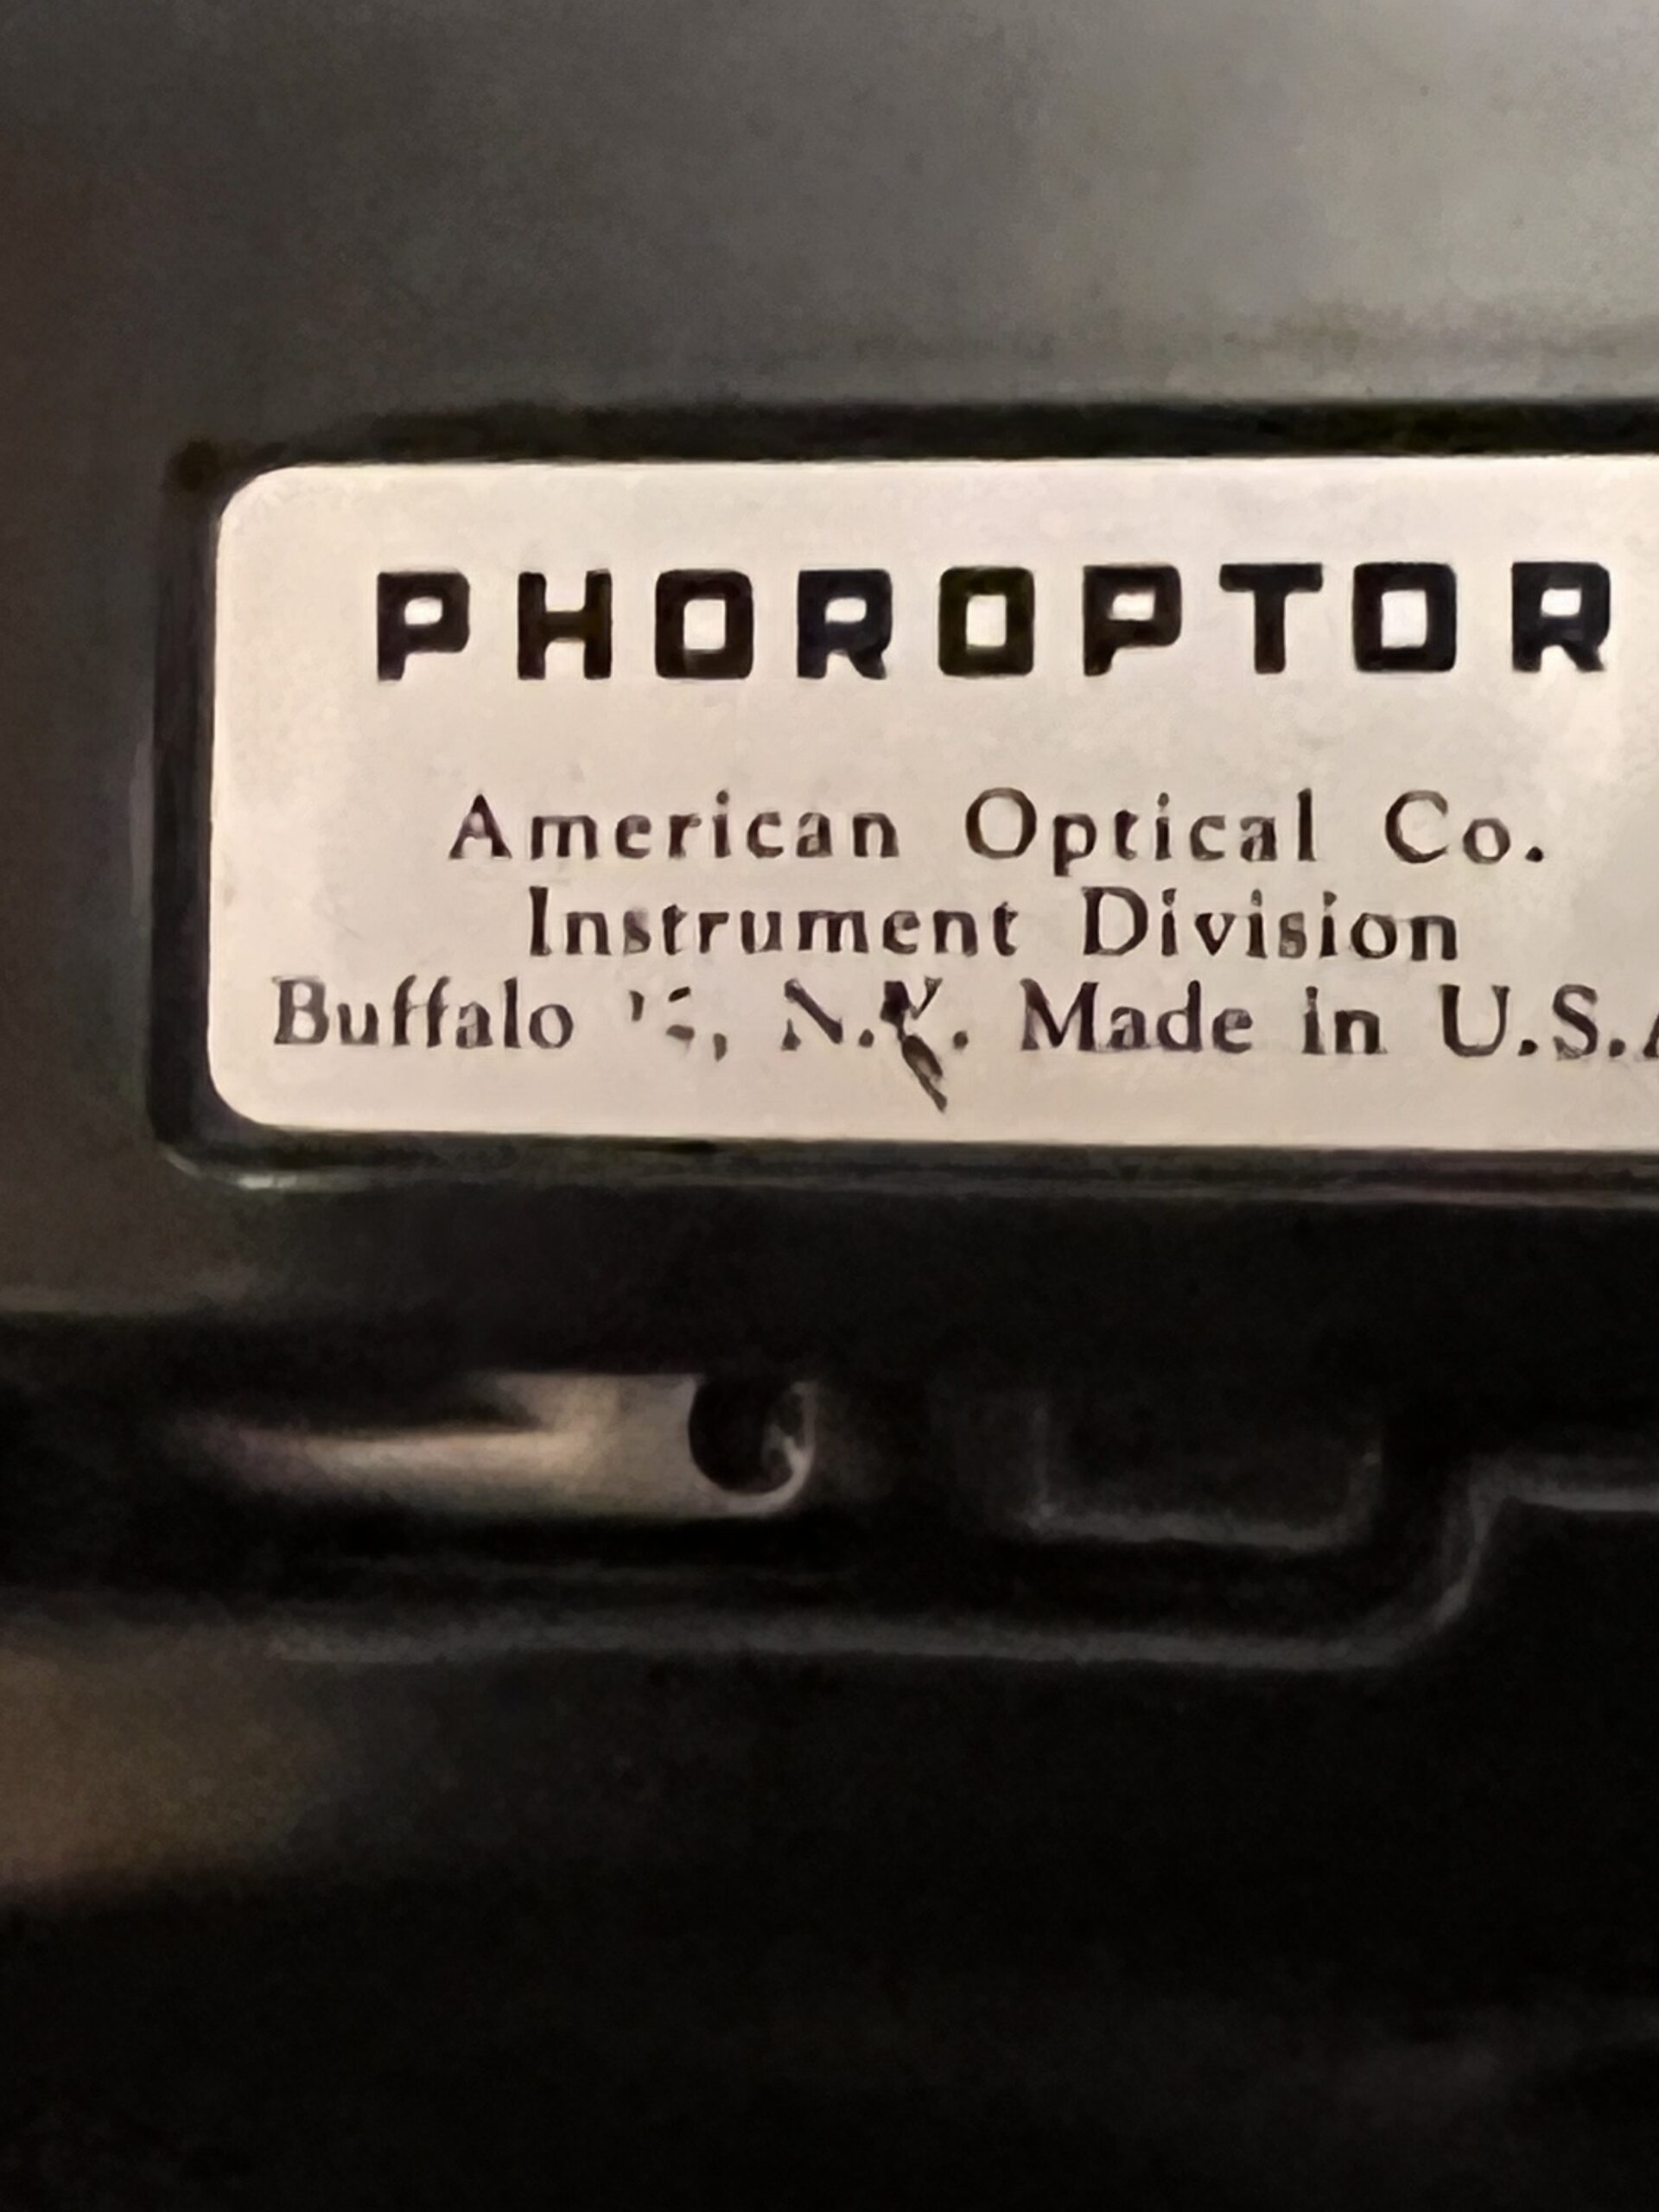 PHOROPTOR
American Optical Co.
Instrument Division
Buffalo N.Y. Made in U.S.A